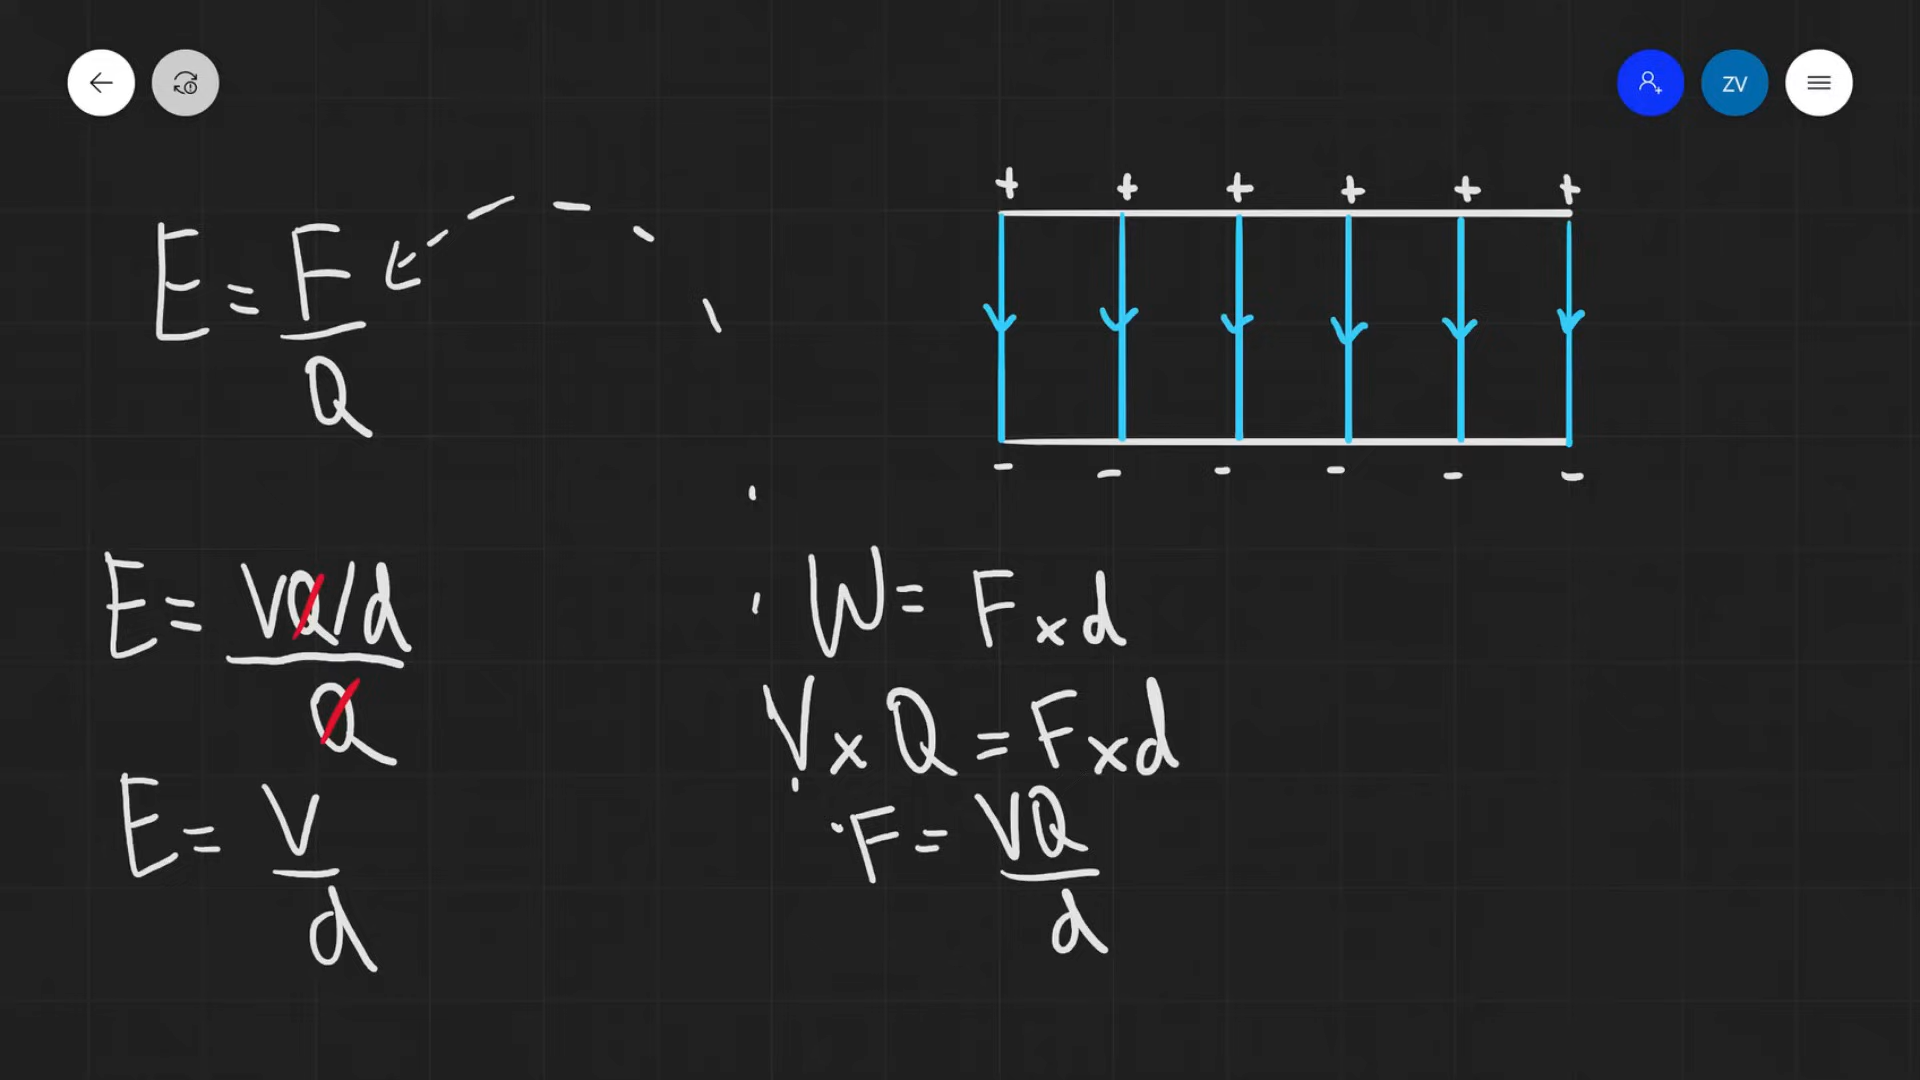 ZV
+ + + + + +
- - - - - -
E = F/Q
E = VQ/d / Q
E = V/d
W = F x d
V x Q = F x d
F = VQ/d